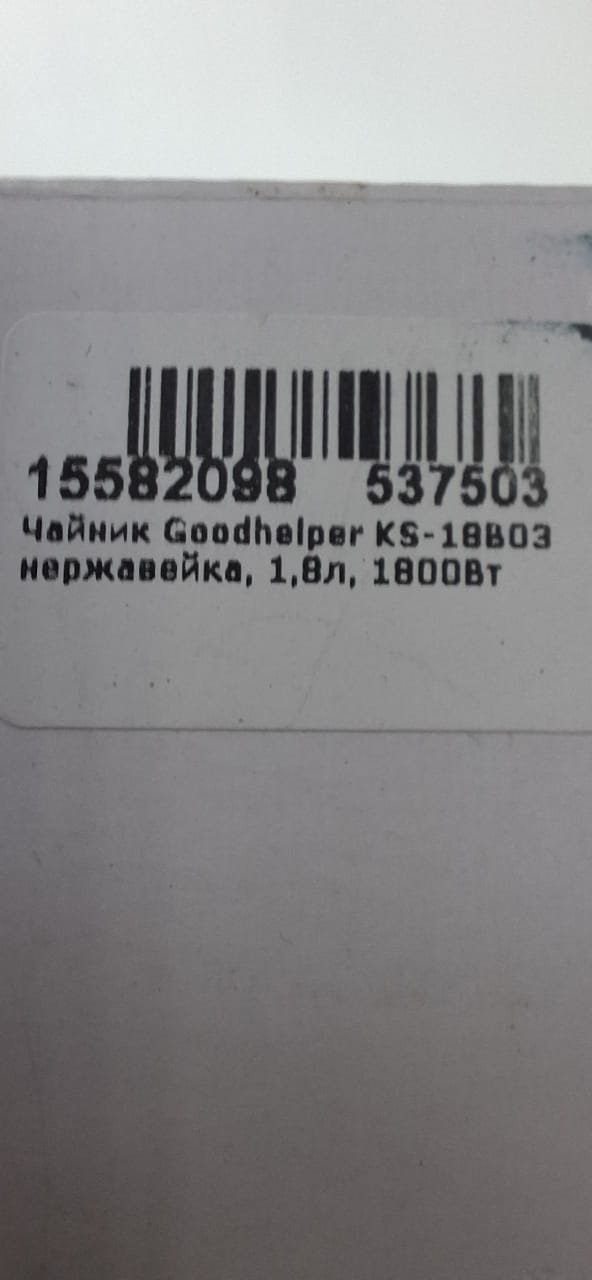 15582098 537503
Чайник Goodhelper KS-18B03
нержавейка, 1,8л, 1800Вт